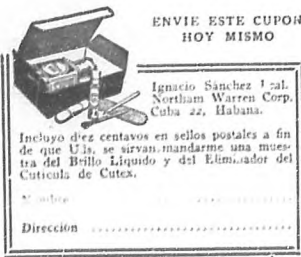 ENVIE ESTE CUPON
HOY MISMO
Ignacio Sánchez
Northam Warren Corp.
Cuba 22, Habana.
Incluyo diez centavos en sellos postales a fin
de que Uds. se sirvan mandarme una mues-
tra del Brillo Líquido y del Eliminador del
Cutícula de Cutex.
Dirección ..............................